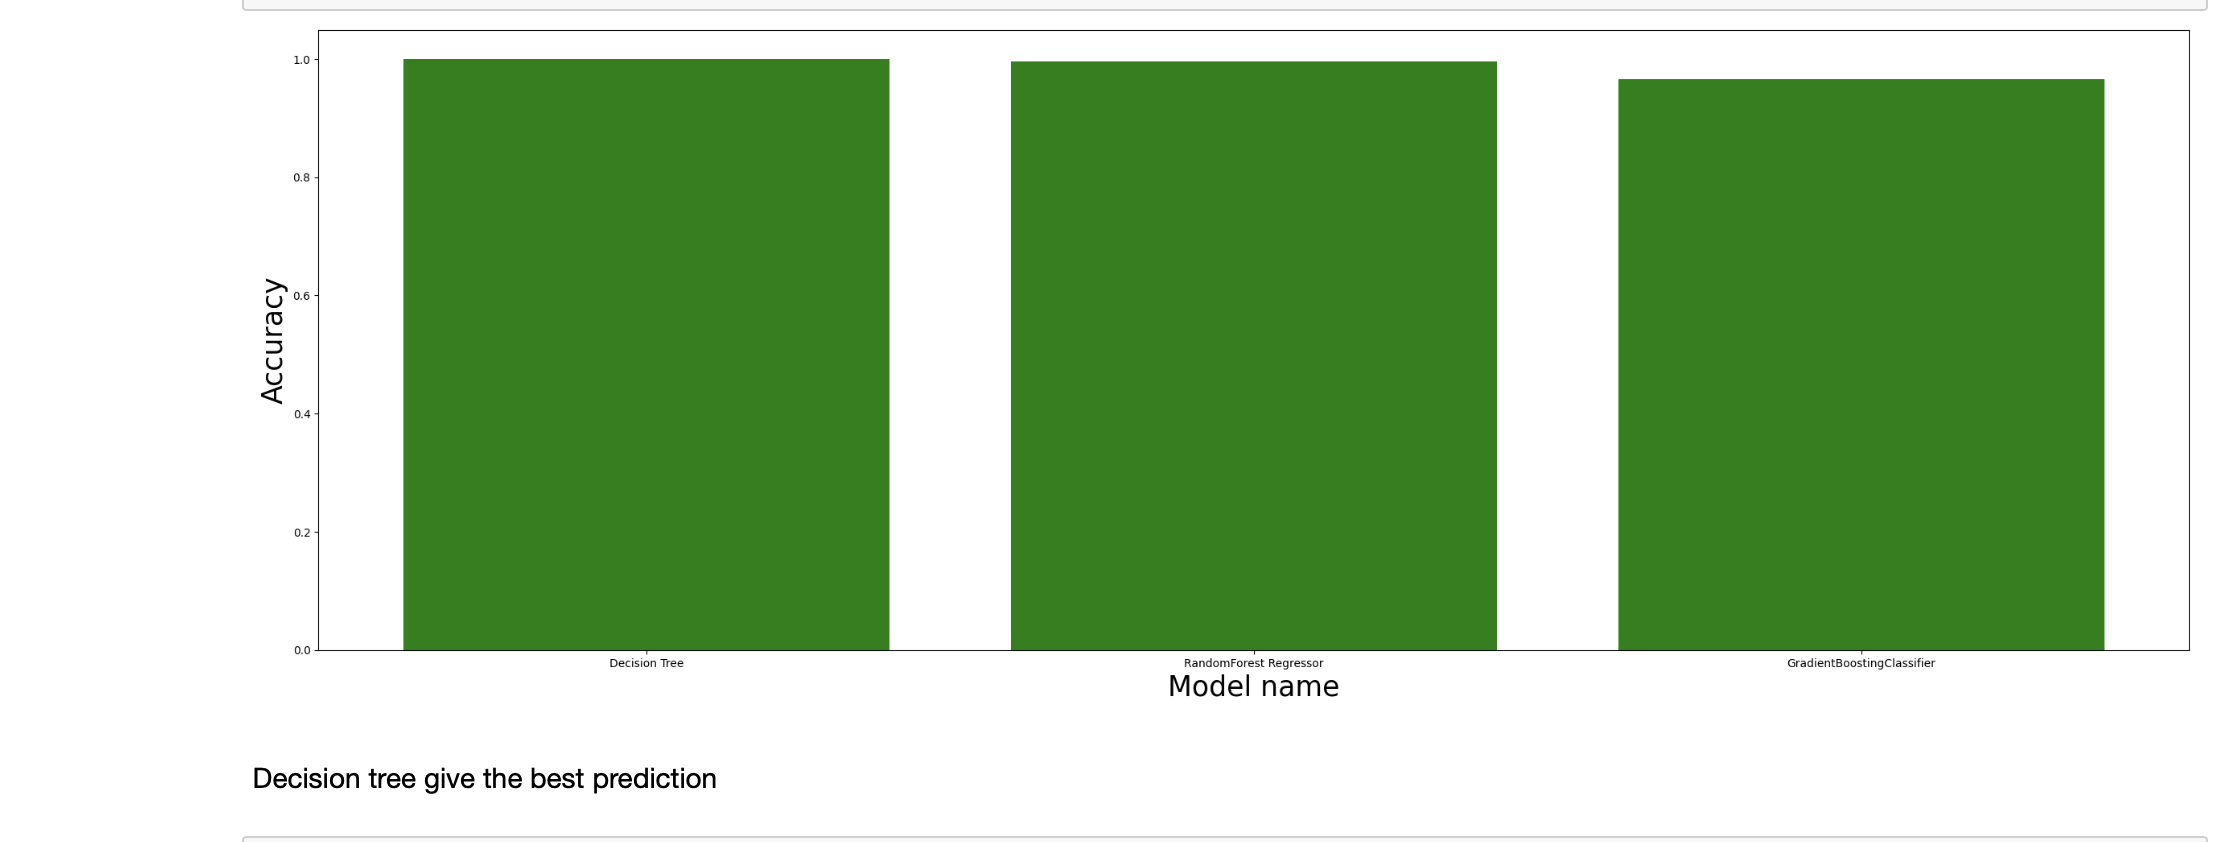 1.0
0.8
0.6
0.4
0.2
0.0
Accuracy
Decision Tree
RandomForest Regressor
GradientBoostingClassifier
Model name
Decision tree give the best prediction